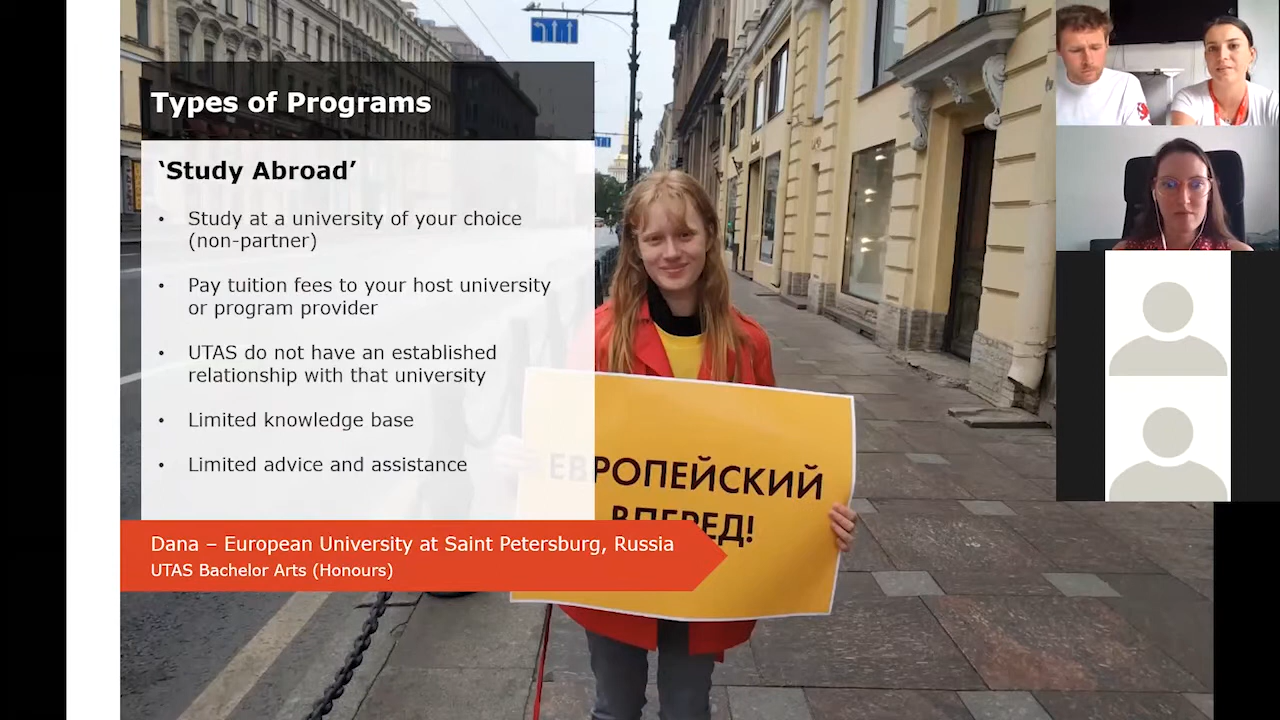 Types of Programs
‘Study Abroad’
• Study at a university of your choice
(non-partner)
• Pay tuition fees to your host university
or program provider
• UTAS do not have an established
relationship with that university
• Limited knowledge base
• Limited advice and assistance
ЕВРОПЕЙСКИЙ
ВПЕРЕД!
Dana – European University at Saint Petersburg, Russia
UTAS Bachelor Arts (Honours)